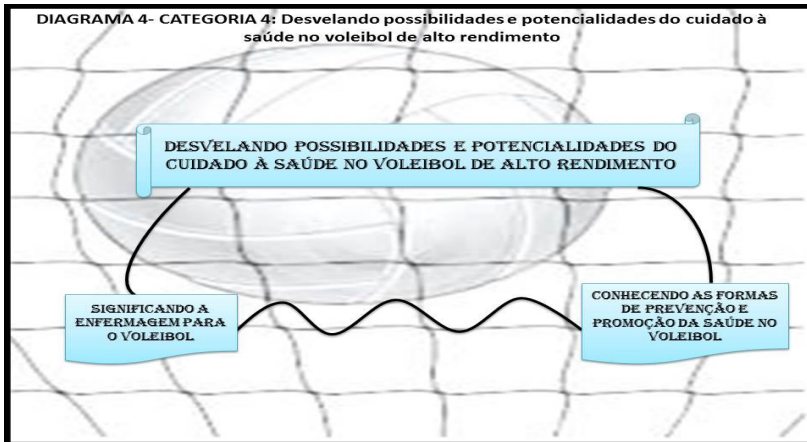 DIAGRAMA 4- CATEGORIA 4: Desvelando possibilidades e potencialidades do cuidado à
saúde no voleibol de alto rendimento
DESVELANDO POSSIBILIDADES E POTENCIALIDADES DO
CUIDADO À SAÚDE NO VOLEIBOL DE ALTO RENDIMENTO
SIGNIFICANDO A
ENFERMAGEM PARA
O VOLEIBOL
CONHECENDO AS FORMAS
DE PREVENÇÃO E
PROMOÇÃO DA SAÚDE NO
VOLEIBOL